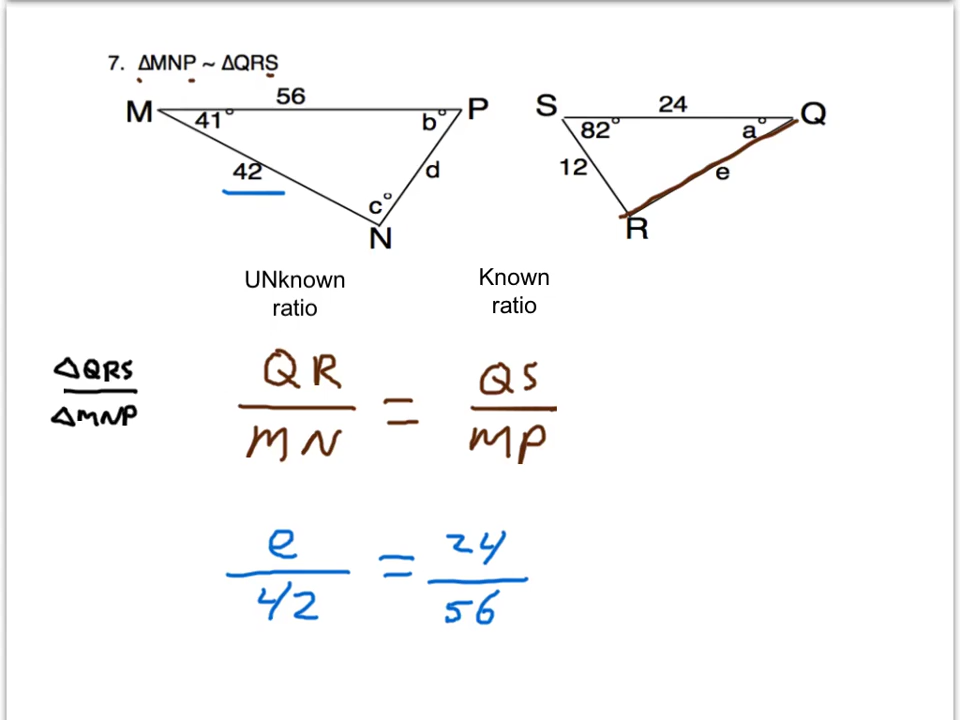 7. ΔMNP ~ ΔQRS
M 56 P
41° b°
42 d
c°
N
S 24 Q
82° a°
12 e
R
UNknown
ratio
Known
ratio
ΔQRS
ΔMNP
QR
MN
=
QS
MP
e
42
=
24
56